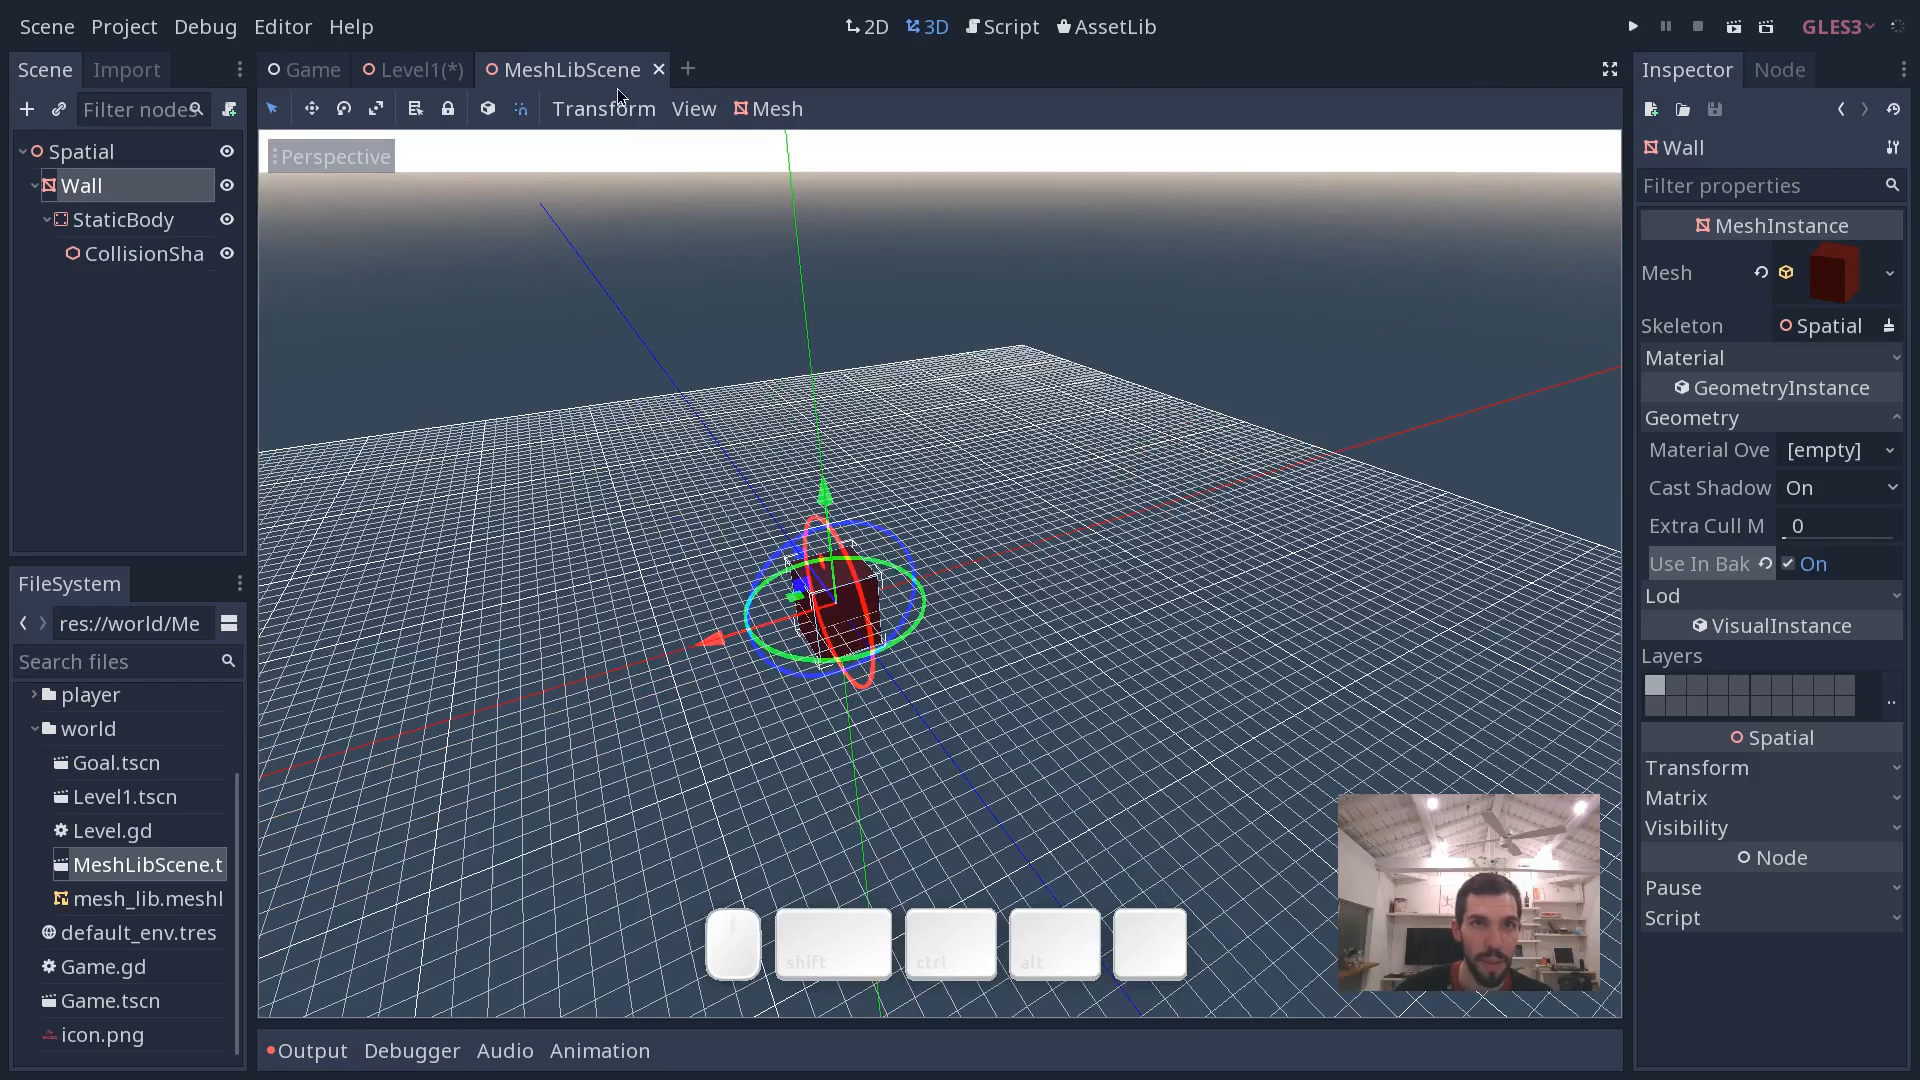 Scene Project Debug Editor Help
2D 3D Script AssetLib
GLES3
Scene Import
Game Level1(*) MeshLibScene
Inspector Node
Filter nodes
Transform View Mesh
Perspective
Spatial
Wall
StaticBody
CollisionSha
FileSystem
res://world/Me
Search files
player
world
Goal.tscn
Level1.tscn
Level.gd
MeshLibScene.t
mesh_lib.meshl
default_env.tres
Game.gd
Game.tscn
icon.png
shift ctrl alt
Output Debugger Audio Animation
Wall
Filter properties
MeshInstance
Mesh
Skeleton Spatial
Material
GeometryInstance
Geometry
Material Ove [empty]
Cast Shadow On
Extra Cull M 0
Use In Bak On
Lod
VisualInstance
Layers
Spatial
Transform
Matrix
Visibility
Node
Pause
Script